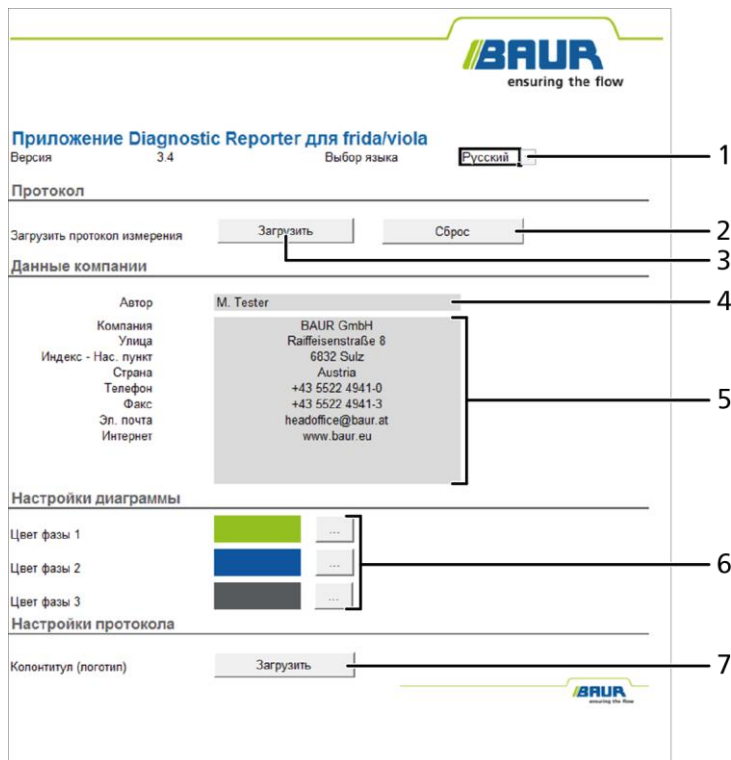 BAUR
ensuring the flow
Приложение Diagnostic Reporter для frida/viola
Версия 3.4 Выбор языка Русский 1
Протокол
Загрузить протокол измерения Загрузить Сброс 2
3
Данные компании
Автор M. Tester 4
Компания BAUR GmbH
Улица Raiffeisenstraße 8
Индекс - Нас. пункт 6832 Sulz
Страна Austria
Телефон +43 5522 4941-0
5
Факс +43 5522 4941-3
Эл. почта headoffice@baur.at
Интернет www.baur.eu
Настройки диаграммы
Цвет фазы 1 ...
Цвет фазы 2 ... 6
Цвет фазы 3 ...
Настройки протокола
Колонтитул (логотип) Загрузить 7
BAUR
ensuring the flow